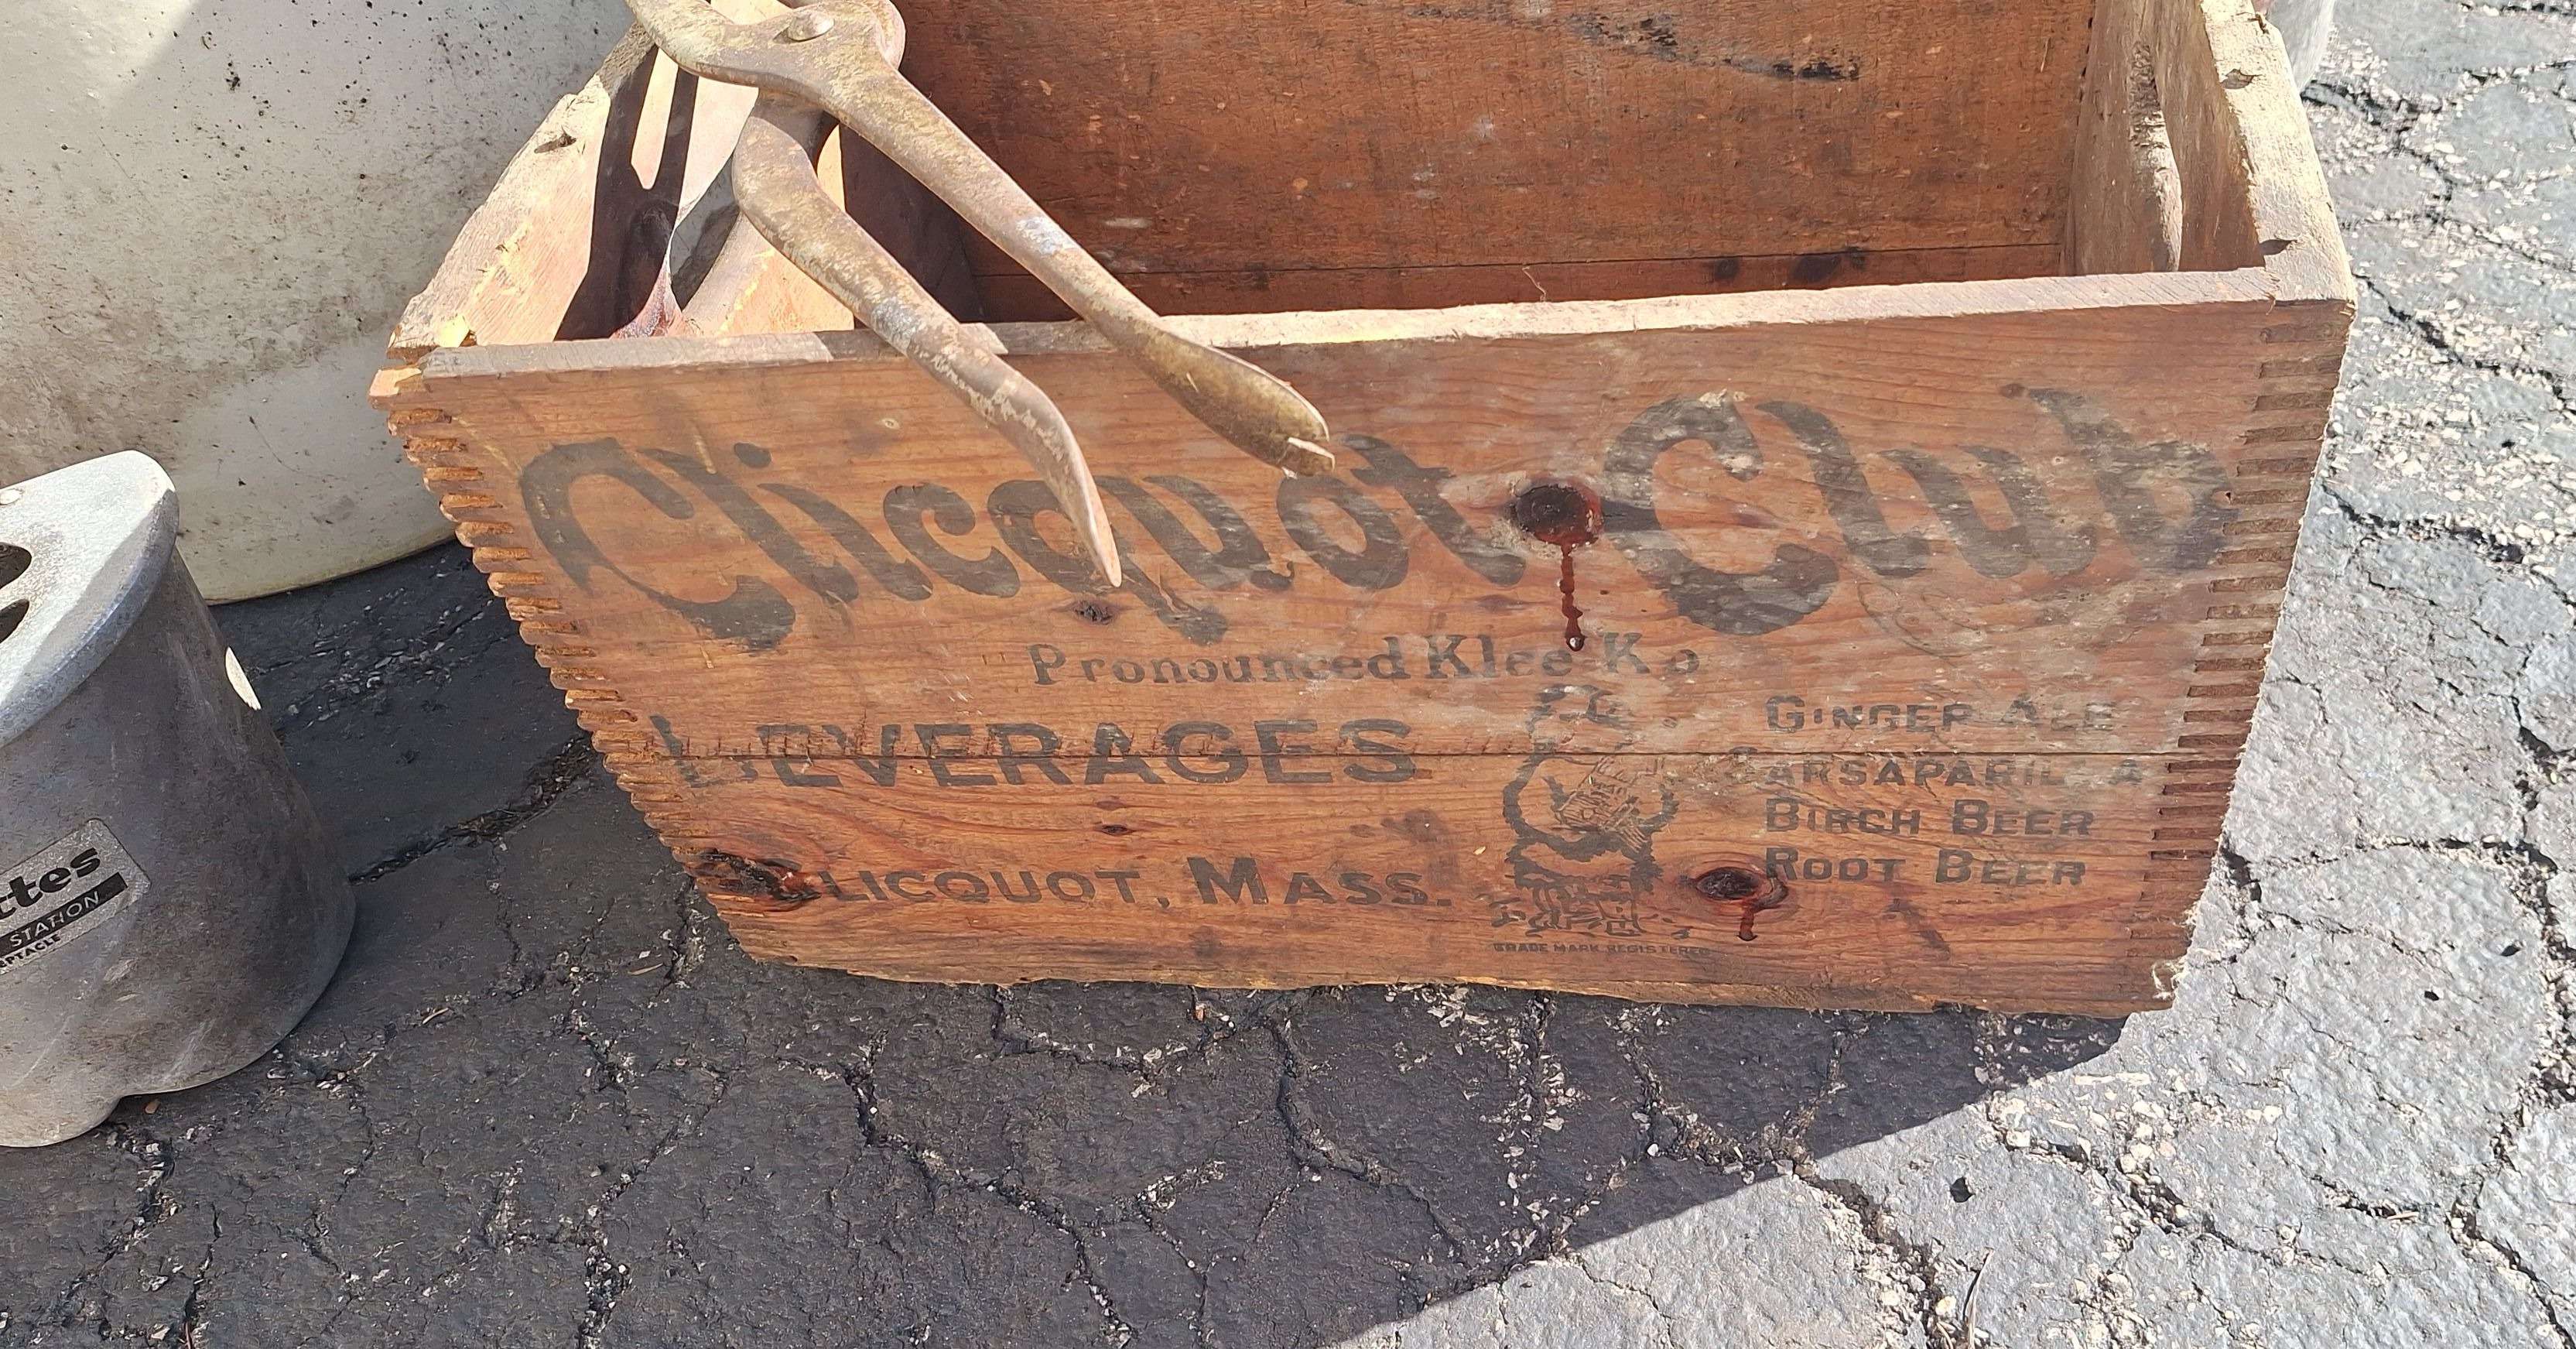 Clicquot Club
Pronounced Klee Ko
BEVERAGES
CLICQUOT, MASS.
GINGER ALE
SARSAPARILLA
BIRCH BEER
ROOT BEER
TRADE MARK REGISTERED
ttes
STATION